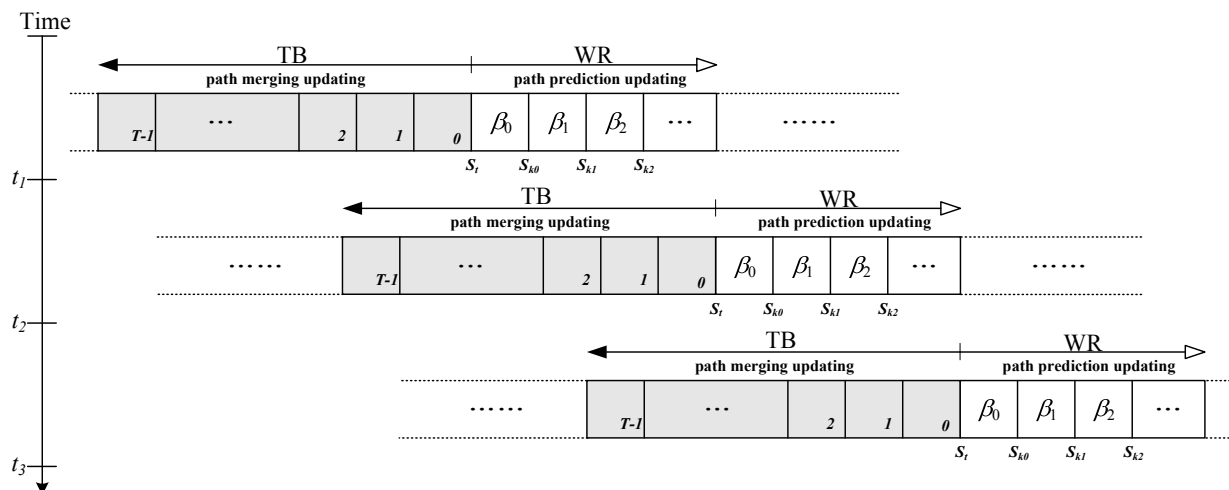 Time
TB WR
path merging updating path prediction updating
T-1 ... 2 1 0 β0 β1 β2 ... ......
St Sk0 Sk1 Sk2
t1
TB WR
path merging updating path prediction updating
...... T-1 ... 2 1 0 β0 β1 β2 ... ......
St Sk0 Sk1 Sk2
t2
TB WR
path merging updating path prediction updating
...... T-1 ... 2 1 0 β0 β1 β2 ...
St Sk0 Sk1 Sk2
t3